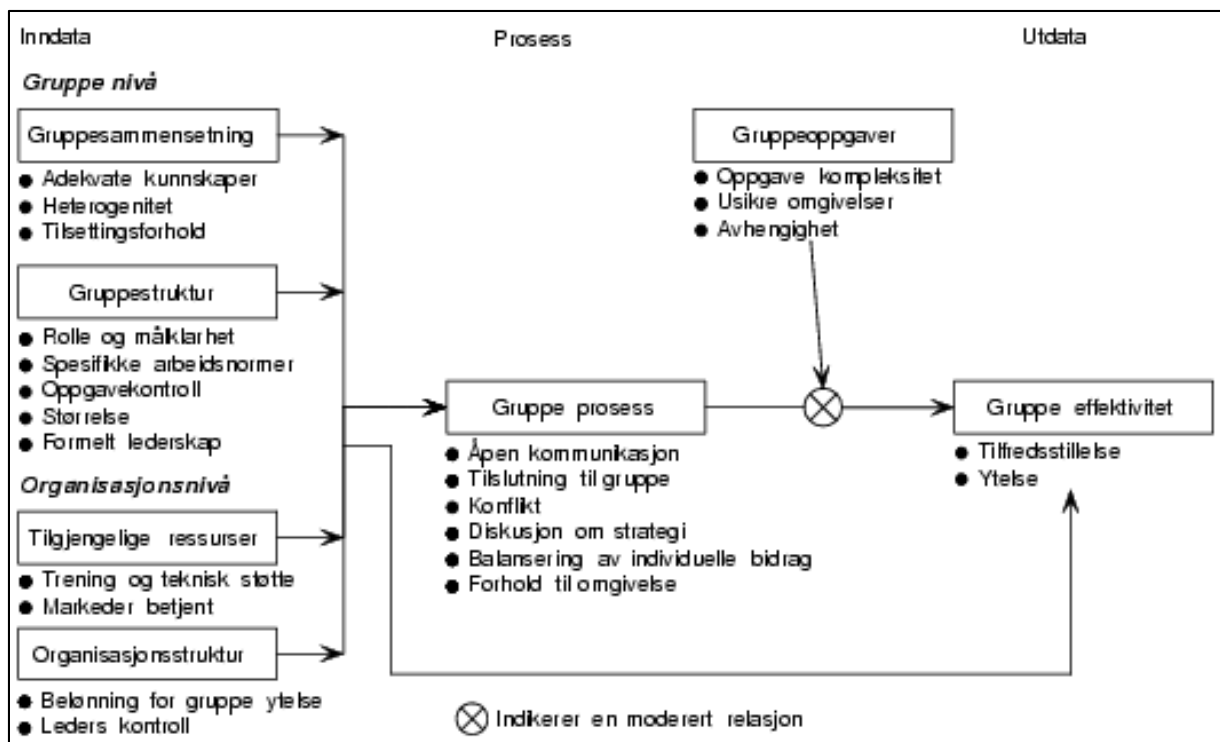 Inndata
Prosess
Utdata
Gruppe nivå
Gruppesammensetning
● Adekvate kunnskaper
● Heterogenitet
● Tilsettingsforhold
Gruppestruktur
● Rolle og målklarhet
● Spesifikke arbeidsnormer
● Oppgavekontroll
● Størrelse
● Formelt lederskap
Organisasjonsnivå
Tilgjengelige ressurser
● Trening og teknisk støtte
● Markeder betjent
Organisasjonsstruktur
● Belønning for gruppe ytelse
● Leders kontroll
Gruppe prosess
● Åpen kommunikasjon
● Tilslutning til gruppe
● Konflikt
● Diskusjon om strategi
● Balansering av individuelle bidrag
● Forhold til omgivelse
Gruppeoppgaver
● Oppgave kompleksitet
● Usikre omgivelser
● Avhengighet
Gruppe effektivitet
● Tilfredsstillelse
● Ytelse
Indikerer en moderert relasjon